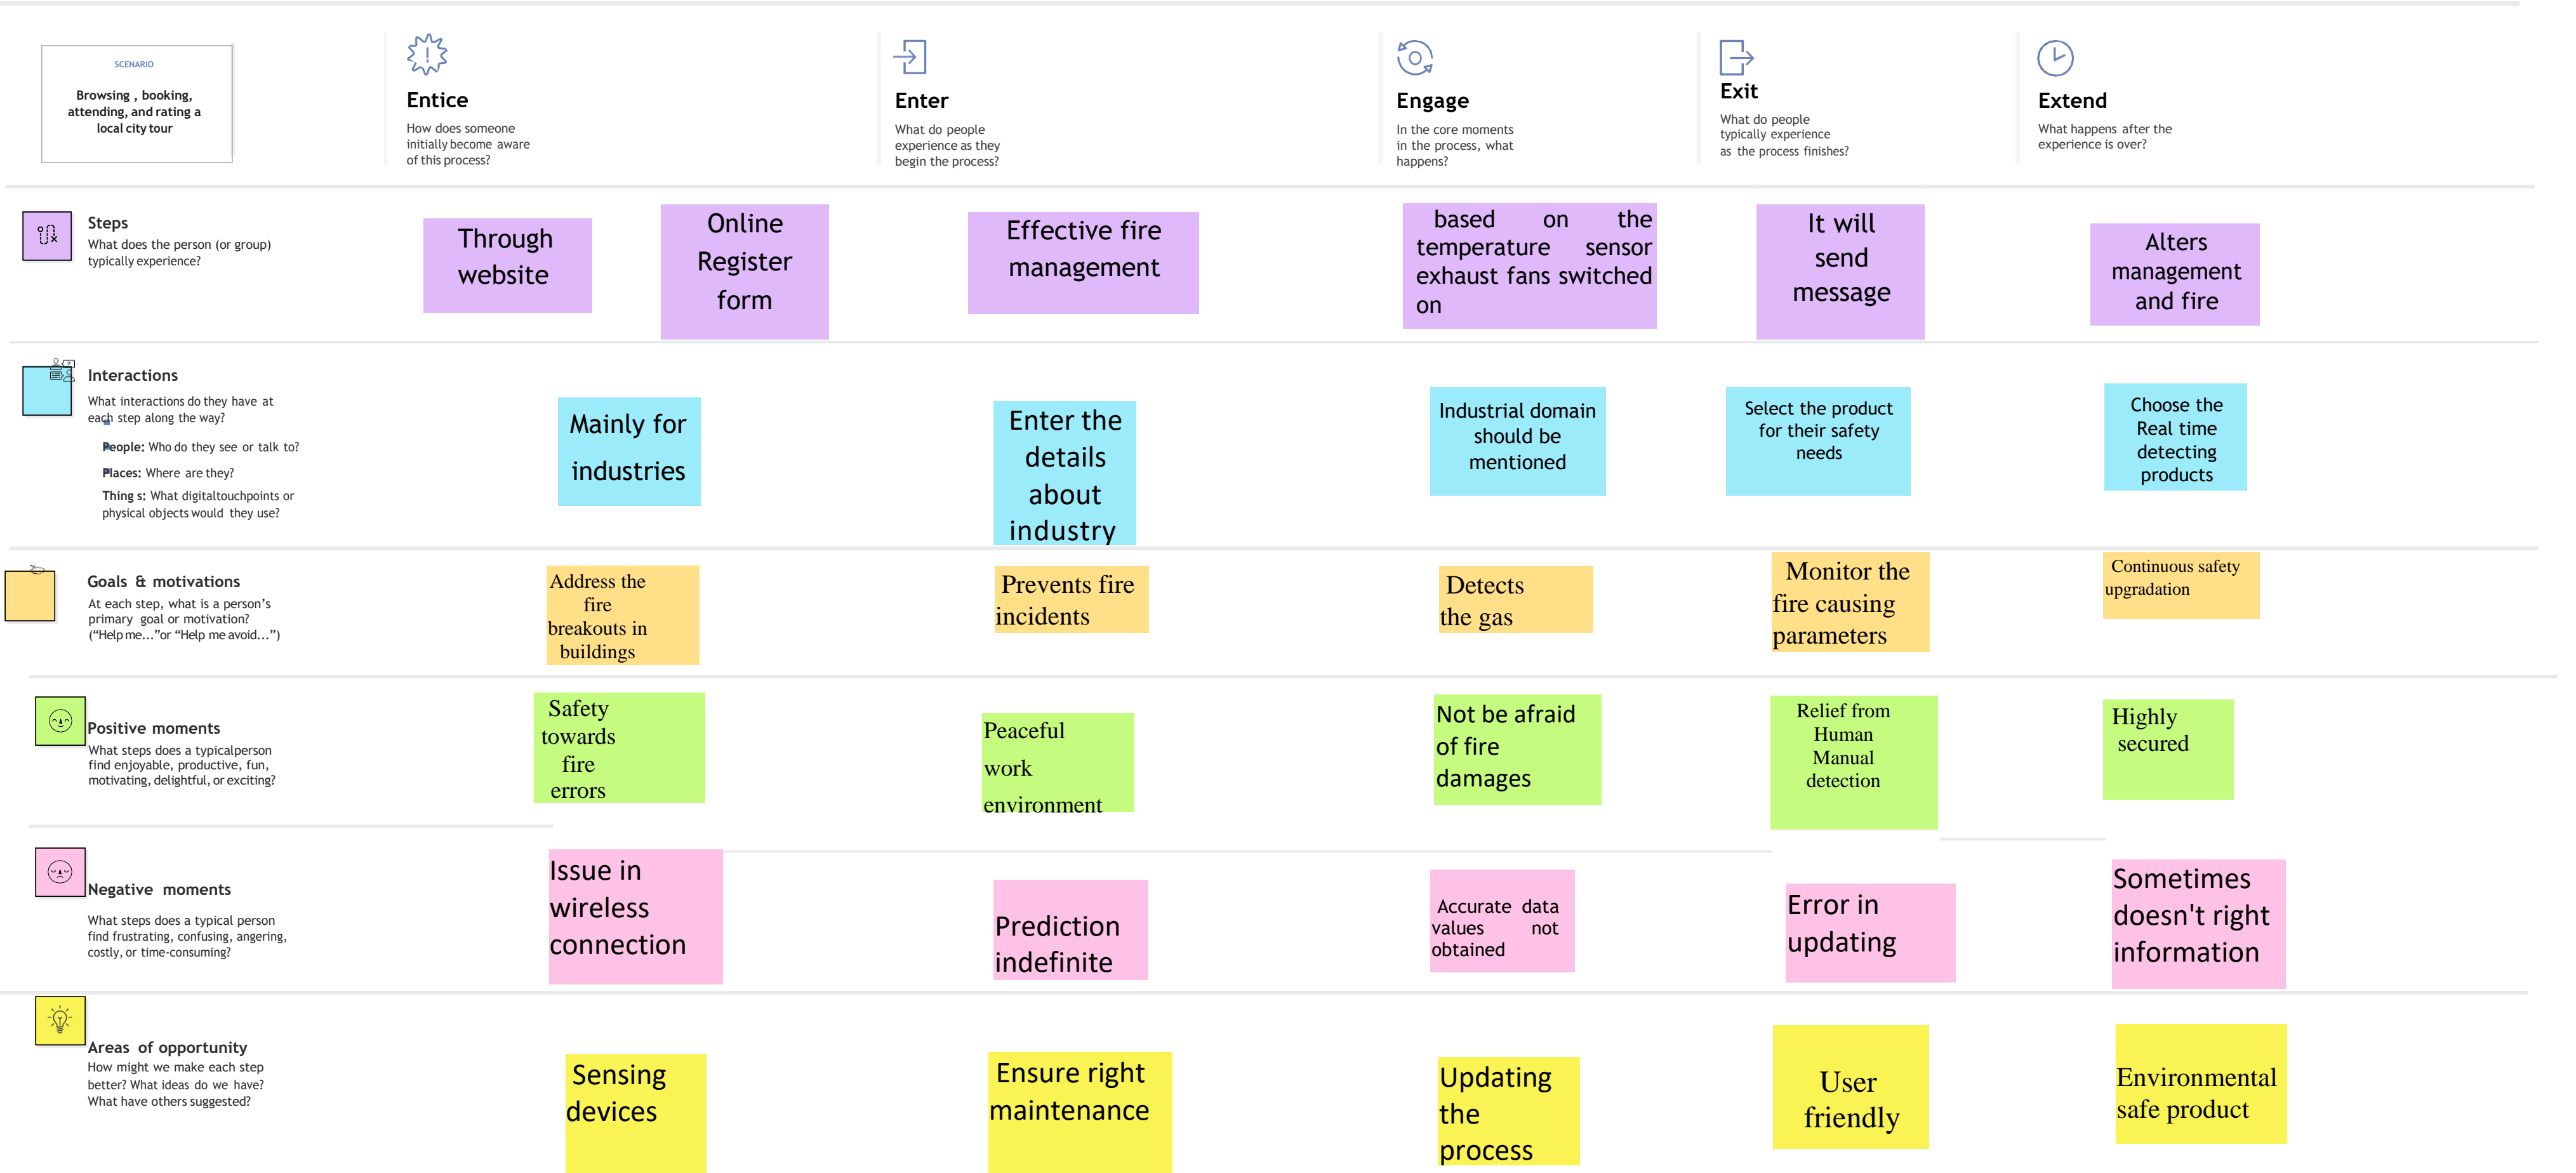 SCENARIO
Browsing , booking,
attending, and rating a
local city tour
Entice
How does someone
initially become aware
of this process?
Enter
What do people
experience as they
begin the process?
Engage
In the core moments
in the process, what
happens?
Exit
What do people
typically experience
as the process finishes?
Extend
What happens after the
experience is over?
Steps
What does the person (or group)
typically experience?
Through
website
Online
Register
form
Effective fire
management
based on the
temperature sensor
exhaust fans switched
on
It will
send
message
Alters
management
and fire
Interactions
What interactions do they have at
each step along the way?
People: Who do they see or talk to?
Places: Where are they?
Thing s: What digitaltouchpoints or
physical objects would they use?
Mainly for
industries
Enter the
details
about
industry
Industrial domain
should be
mentioned
Select the product
for their safety
needs
Choose the
Real time
detecting
products
Goals & motivations
At each step, what is a person's
primary goal or motivation?
("Help me..."or "Help me avoid...")
Address the
fire
breakouts in
buildings
Prevents fire
incidents
Detects
the gas
Monitor the
fire causing
parameters
Continuous safety
upgradation
Positive moments
What steps does a typicalperson
find enjoyable, productive, fun,
motivating, delightful, or exciting?
Safety
towards
fire
errors
Peaceful
work
environment
Not be afraid
of fire
damages
Relief from
Human
Manual
detection
Highly
secured
Negative moments
What steps does a typical person
find frustrating, confusing, angering,
costly, or time-consuming?
Issue in
wireless
connection
Prediction
indefinite
Accurate data
values not
obtained
Error in
updating
Sometimes
doesn't right
information
Areas of opportunity
How might we make each step
better? What ideas do we have?
What have others suggested?
Sensing
devices
Ensure right
maintenance
Updating
the
process
User
friendly
Environmental
safe product